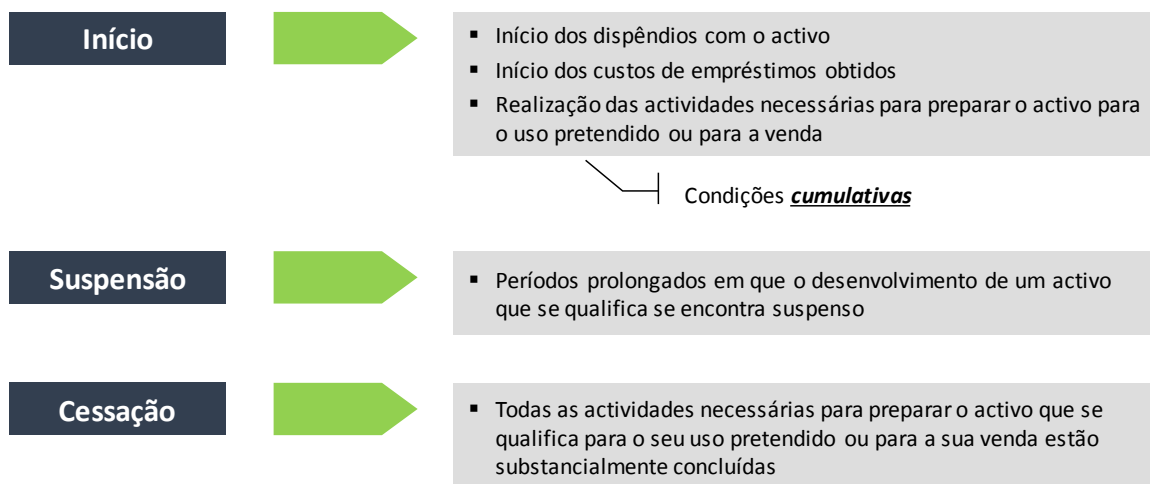 Início
▪ Início dos dispêndios com o activo
▪ Início dos custos de empréstimos obtidos
▪ Realização das actividades necessárias para preparar o activo para
o uso pretendido ou para a venda
Condições cumulativas
Suspensão
▪ Períodos prolongados em que o desenvolvimento de um activo
que se qualifica se encontra suspenso
Cessação
▪ Todas as actividades necessárias para preparar o activo que se
qualifica para o seu uso pretendido ou para a sua venda estão
substancialmente concluídas